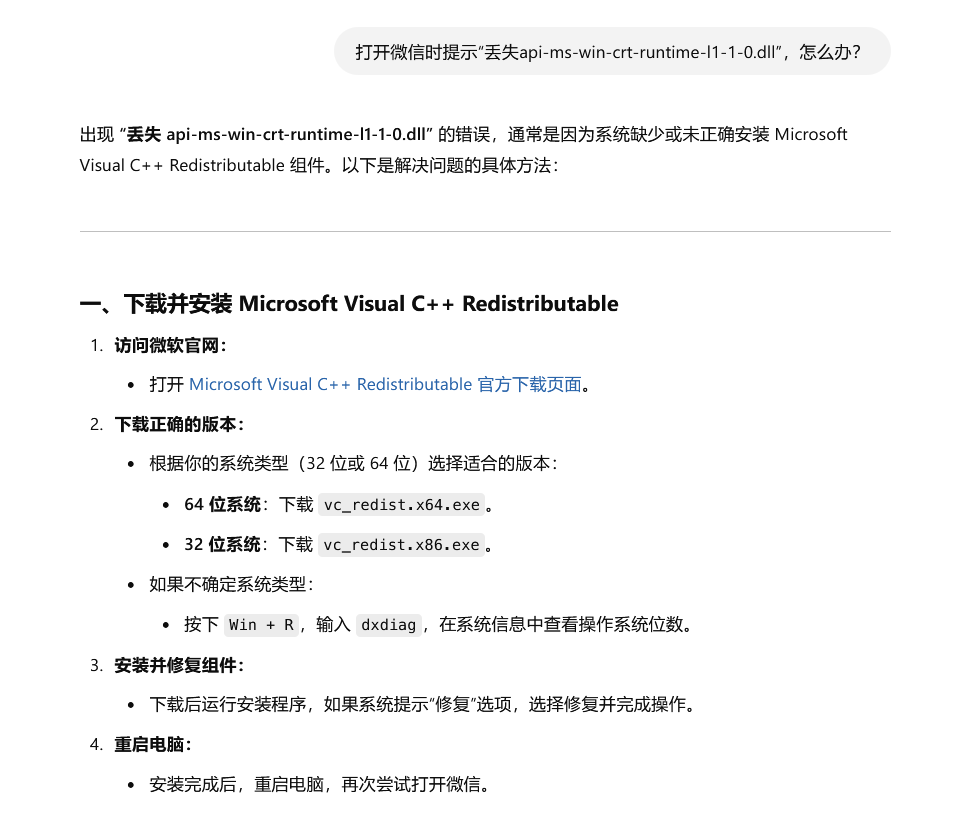 打开微信时提示“丢失api-ms-win-crt-runtime-l1-1-0.dll”，怎么办？
出现 “丢失 api-ms-win-crt-runtime-l1-1-0.dll” 的错误，通常是因为系统缺少或未正确安装 Microsoft
Visual C++ Redistributable 组件。以下是解决问题的具体方法：
一、下载并安装 Microsoft Visual C++ Redistributable
1. 访问微软官网：
• 打开 Microsoft Visual C++ Redistributable 官方下载页面。
2. 下载正确的版本：
• 根据你的系统类型（32 位或 64 位）选择适合的版本：
• 64 位系统：下载 vc_redist.x64.exe。
• 32 位系统：下载 vc_redist.x86.exe。
• 如果不确定系统类型：
• 按下 Win + R，输入 dxdiag，在系统信息中查看操作系统位数。
3. 安装并修复组件：
• 下载后运行安装程序，如果系统提示“修复”选项，选择修复并完成操作。
4. 重启电脑：
• 安装完成后，重启电脑，再次尝试打开微信。